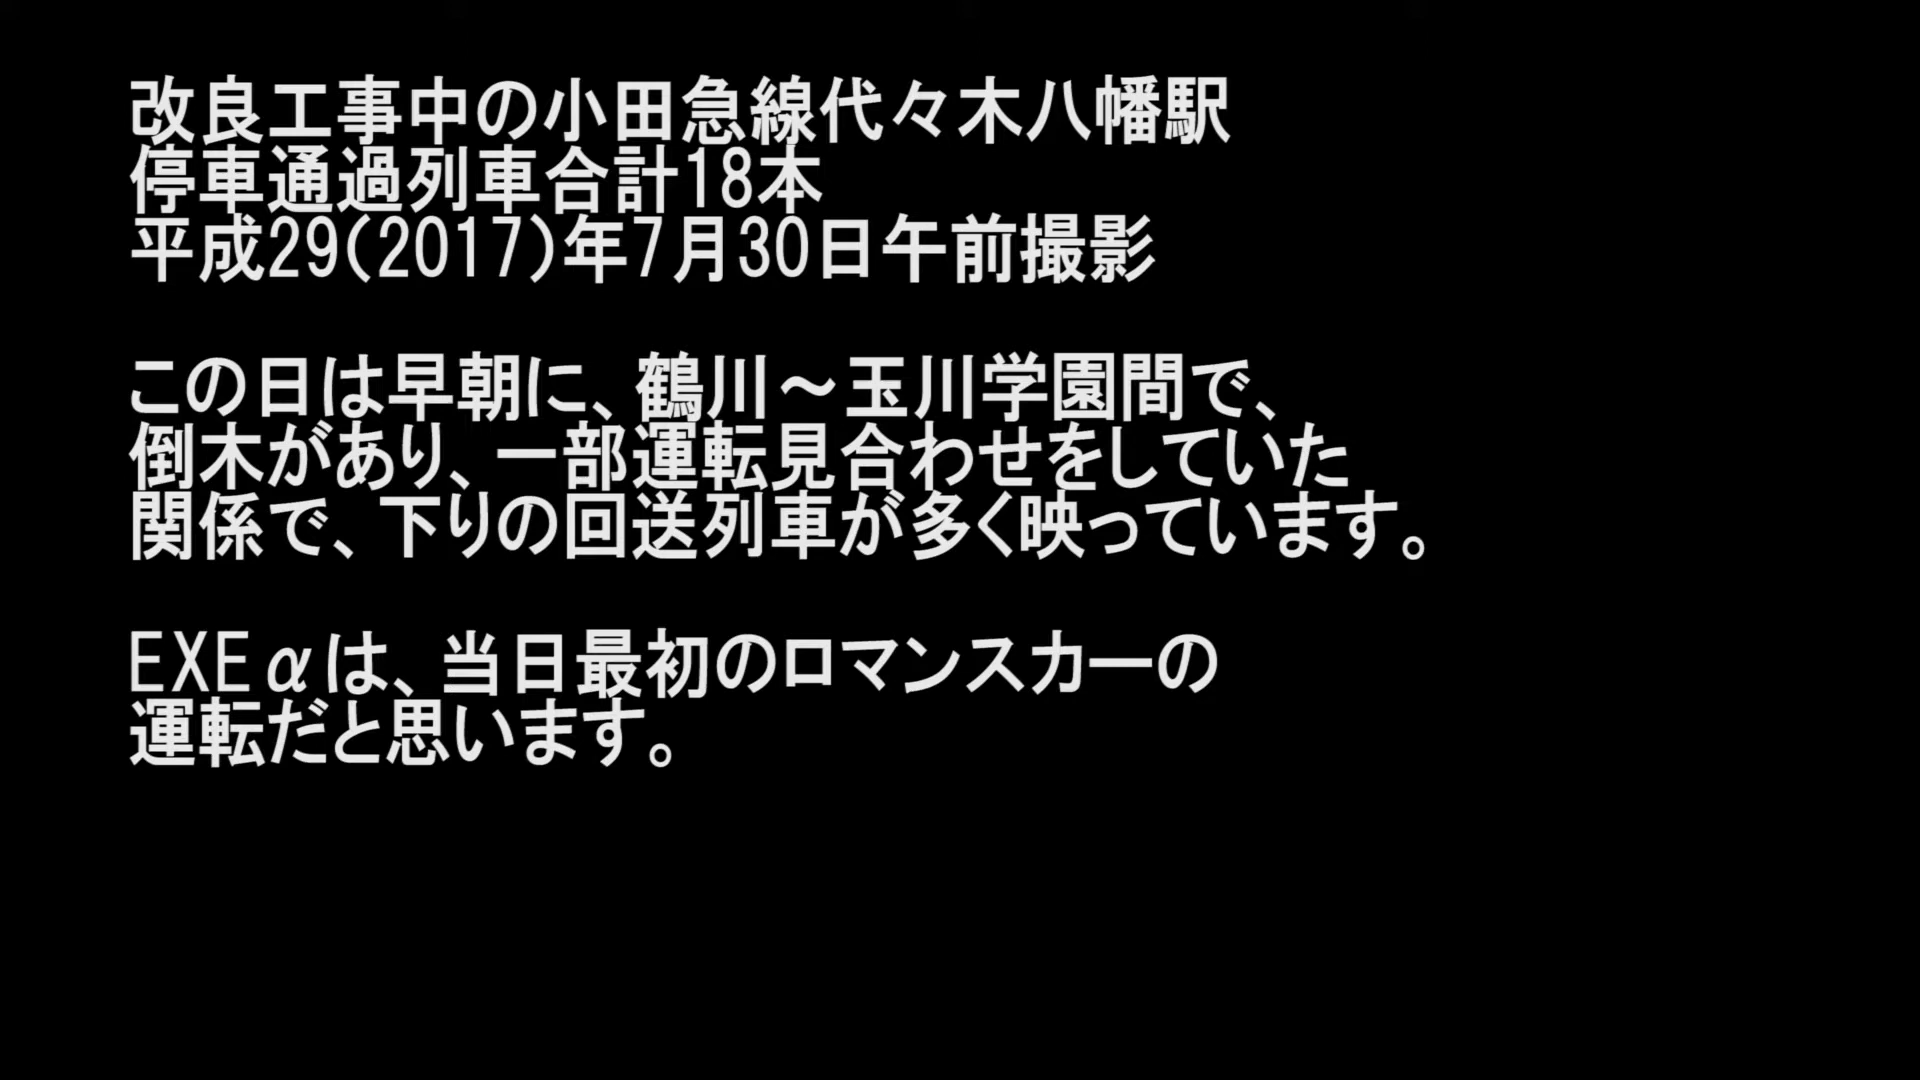 改良工事中の小田急線代々木八幡駅
停車通過列車合計18本
平成29(2017)年7月30日午前撮影
この日は早朝に、鶴川～玉川学園間で、
倒木があり、一部運転見合わせをしていた
関係で、下りの回送列車が多く映っています。
EXEαは、当日最初のロマンスカーの
運転だと思います。